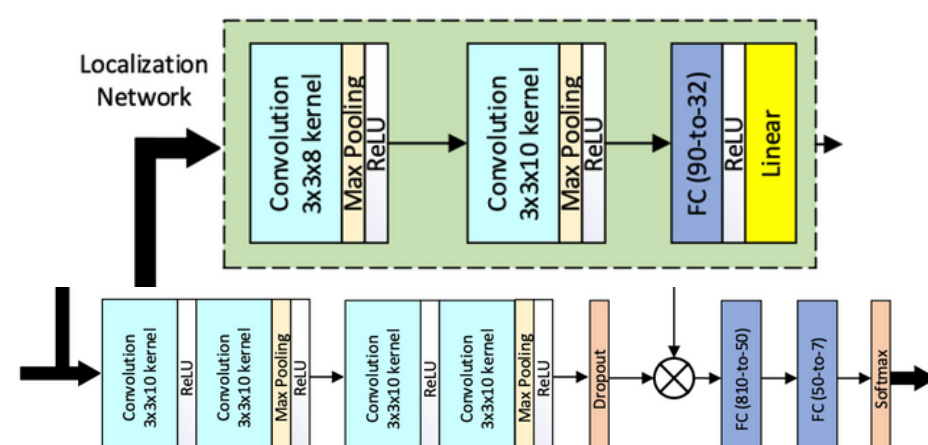 Localization
Network
Convolution
3x3x8 kernel
Max Pooling
ReLU
Convolution
3x3x10 kernel
Max Pooling
ReLU
FC (90-to-32)
ReLU
Linear
Convolution
3x3x10 kernel
ReLU
Convolution
3x3x10 kernel
Max Pooling
ReLU
Convolution
3x3x10 kernel
ReLU
Convolution
3x3x10 kernel
Max Pooling
ReLU
Dropout
FC (810-to-50)
FC (50-to-7)
Softmax